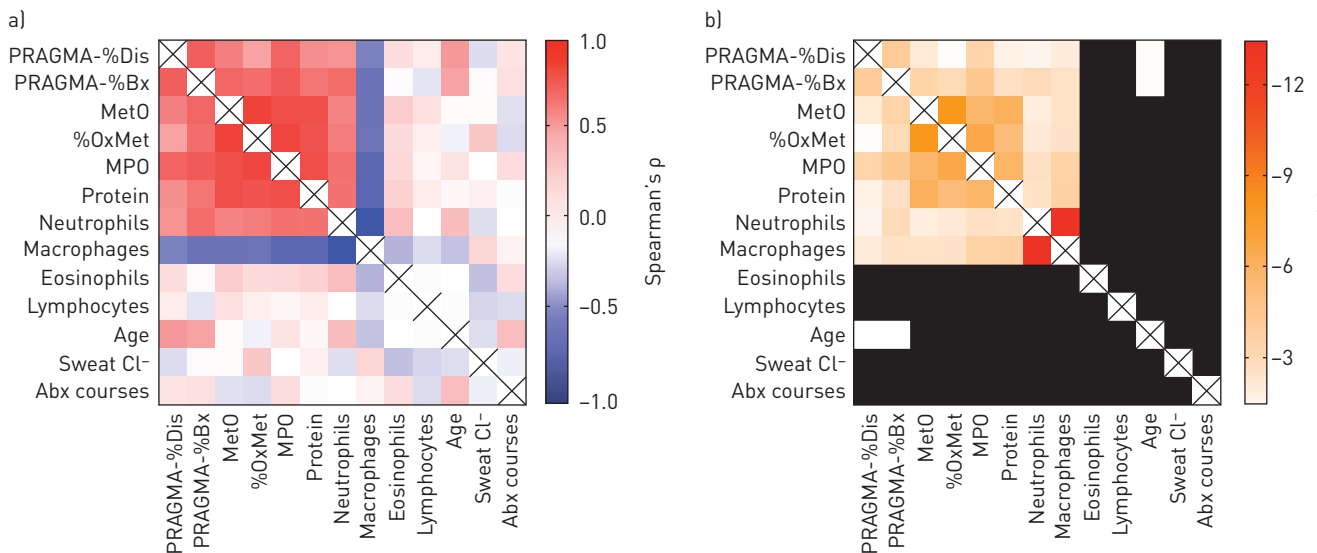 a)
PRAGMA-%Dis
PRAGMA-%Bx
MetO
%OxMet
MPO
Protein
Neutrophils
Macrophages
Eosinophils
Lymphocytes
Age
Sweat Cl–
Abx courses
PRAGMA-%Dis
PRAGMA-%Bx
MetO
%OxMet
MPO
Protein
Neutrophils
Macrophages
Eosinophils
Lymphocytes
Age
Sweat Cl–
Abx courses
1.0
0.5
0.0
–0.5
–1.0
Spearman's ρ
b)
PRAGMA-%Dis
PRAGMA-%Bx
MetO
%OxMet
MPO
Protein
Neutrophils
Macrophages
Eosinophils
Lymphocytes
Age
Sweat Cl–
Abx courses
PRAGMA-%Dis
PRAGMA-%Bx
MetO
%OxMet
MPO
Protein
Neutrophils
Macrophages
Eosinophils
Lymphocytes
Age
Sweat Cl–
Abx courses
–12
–9
–6
–3